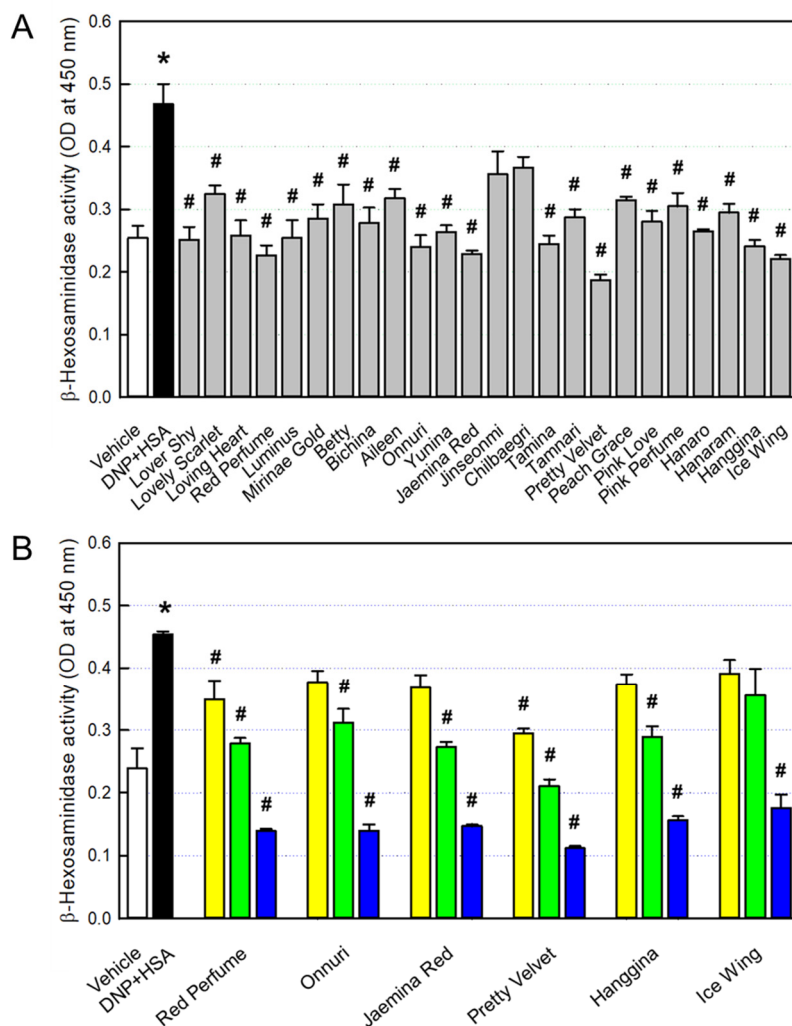 A
β-Hexosaminidase activity (OD at 450 nm)
0.6
0.5
0.4
0.3
0.2
0.1
0.0
*
# # # # # # # # # # # # # # # # # # # # #
Vehicle
DNP+HSA
Lover Shy
Lovely Scarlet
Loving Heart
Red Perfume
Luminus
Mirinae Gold
Betty
Bichina
Aileen
Onnuri
Yunina
Jaemina Red
Jinseonmi
Chilbaegri
Tamina
Tamnari
Pretty Velvet
Peach Grace
Pink Love
Pink Perfume
Hanaro
Hanaram
Hanggina
Ice Wing
B
β-Hexosaminidase activity (OD at 450 nm)
0.6
0.5
0.4
0.3
0.2
0.1
0.0
*
# # # # # # # # # # # # # #
Vehicle
DNP+HSA
Red Perfume
Onnuri
Jaemina Red
Pretty Velvet
Hanggina
Ice Wing